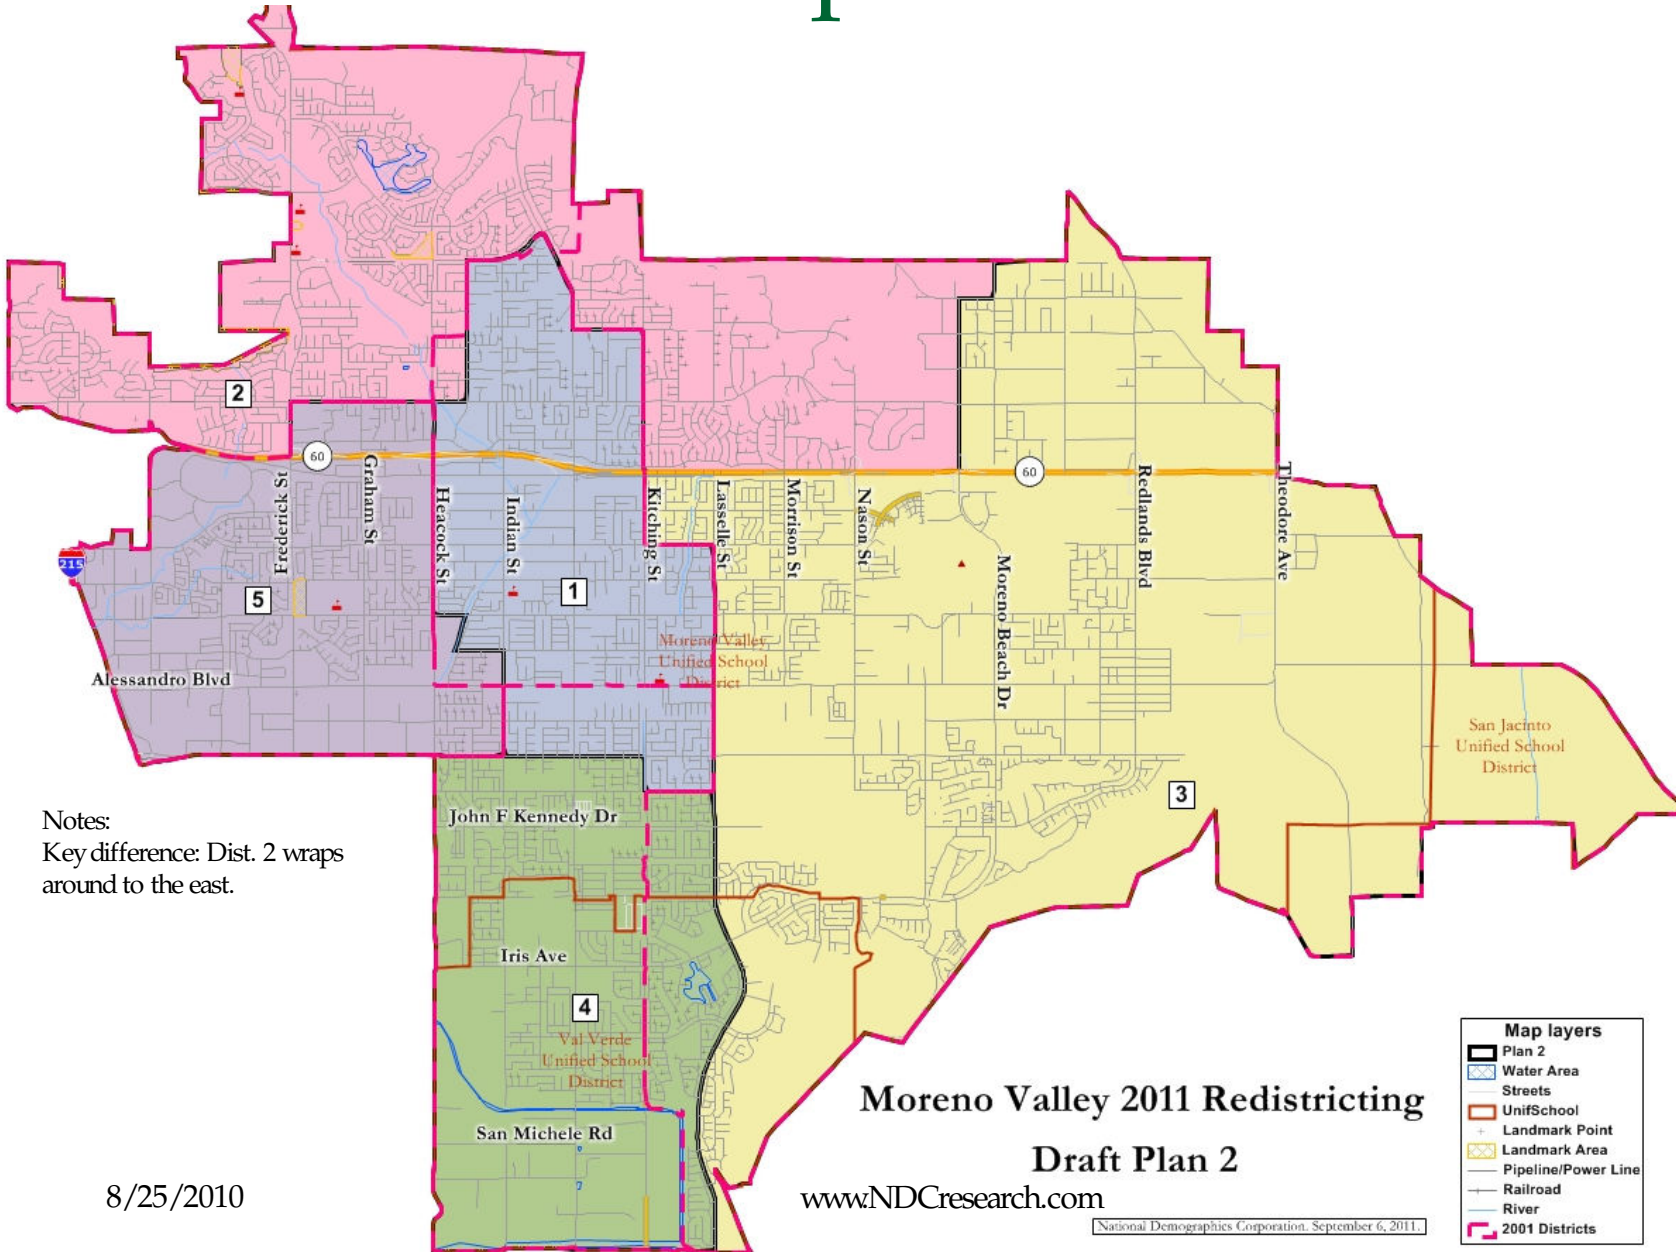 2
60
60
Frederick St
Graham St
Heacock St
Indian St
Kitching St
Lasselle St
Morrison St
Nason St
Moreno Beach Dr
Redlands Blvd
Theodore Ave
215
5
1
Moreno Valley
Unified School
District
Alessandro Blvd
San Jacinto
Unified School
District
3
Notes:
Key difference: Dist. 2 wraps
around to the east.
John F Kennedy Dr
Iris Ave
4
Val Verde
Unified School
District
San Michele Rd
Moreno Valley 2011 Redistricting
Draft Plan 2
8/25/2010
www.NDCresearch.com
National Demographics Corporation. September 6, 2011.
Map layers
Plan 2
Water Area
Streets
UnifSchool
Landmark Point
Landmark Area
Pipeline/Power Line
Railroad
River
2001 Districts